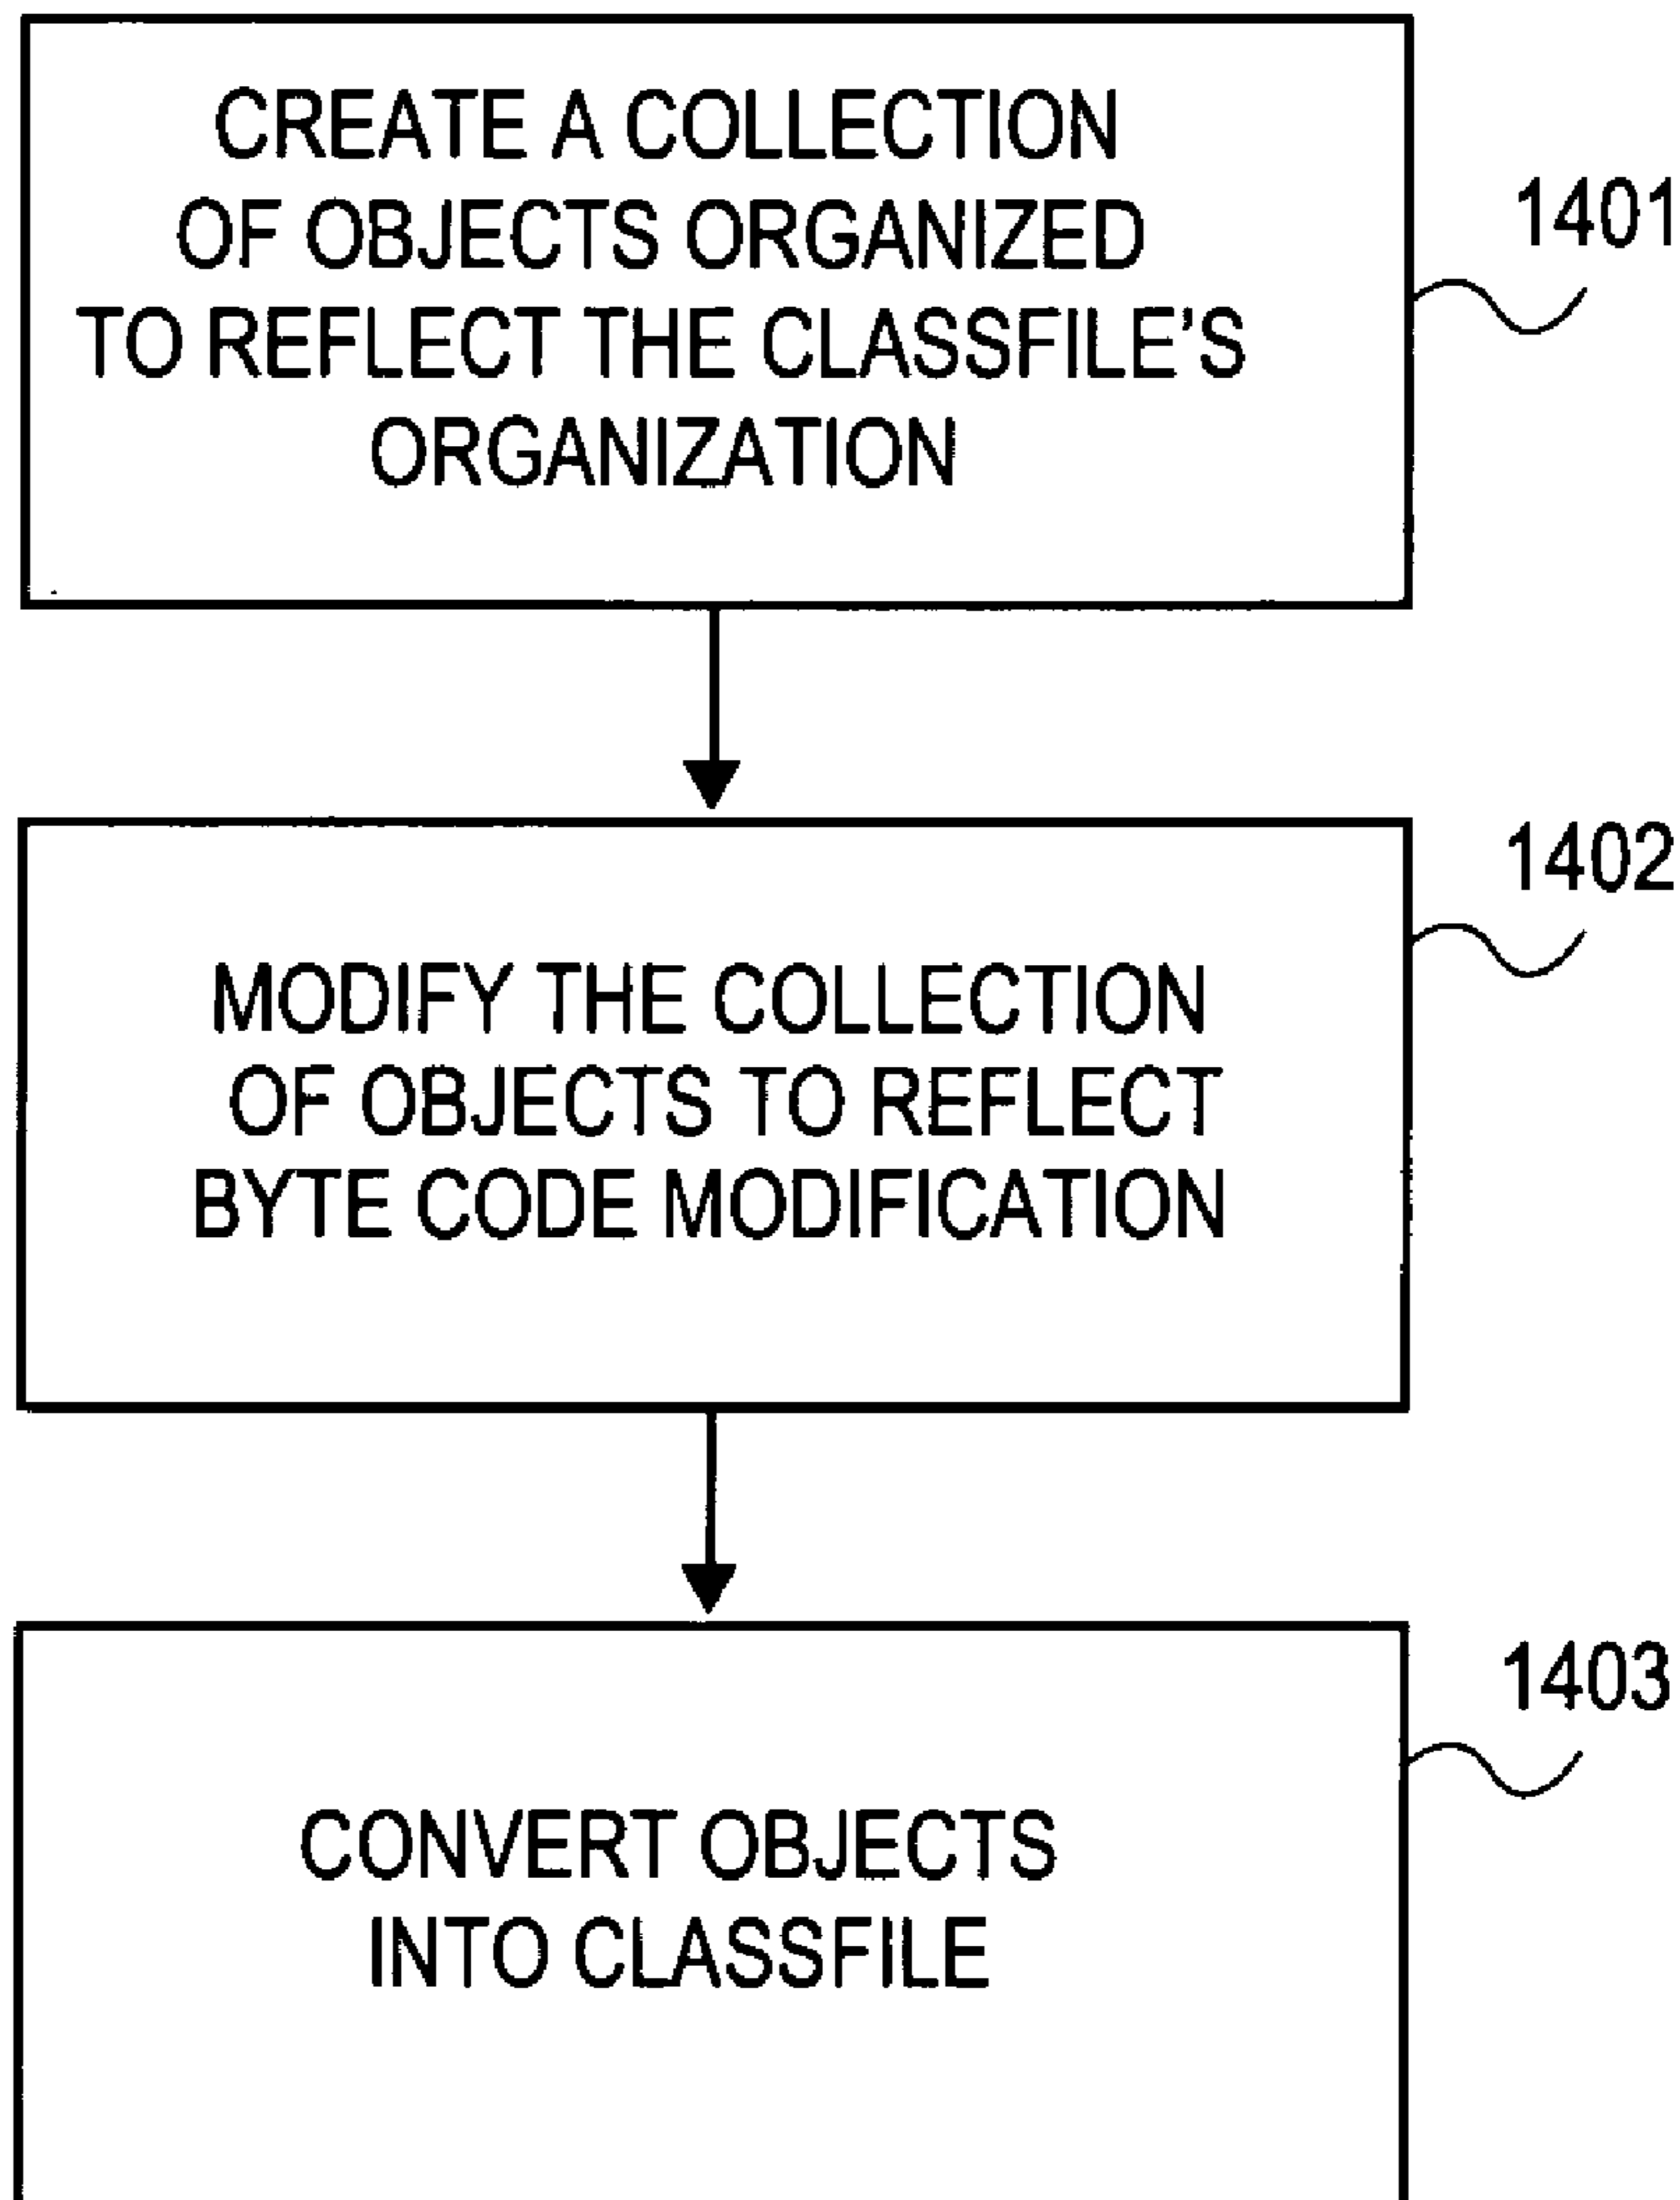 CREATE A COLLECTION
OF OBJECTS ORGANIZED
TO REFLECT THE CLASSFILE'S
ORGANIZATION
1401
MODIFY THE COLLECTION
OF OBJECTS TO REFLECT
BYTE CODE MODIFICATION
1402
CONVERT OBJECTS
INTO CLASSFILE
1403